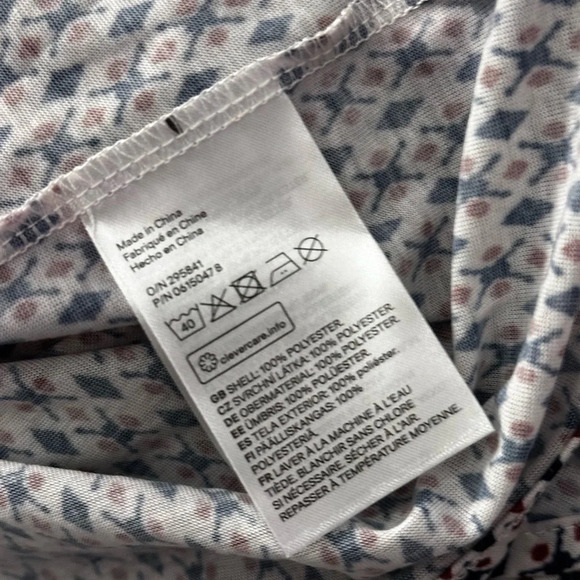 Made in China
Fabriqué en Chine
Hecho en China
O/N 295841
P/N 0615047 8
40
clevercare.info
GB SHELL: 100% POLYESTER
CZ SVRCHNÍ LÁTKA: 100% POLYESTER
DE OBERMATERIAL: 100% POLYESTER
EE ÜMBRIS: 100% POLÜESTER.
ES TELA EXTERIOR: 100% poliester.
FI PÄÄLLISKANGAS: 100%
POLYESTERIA.
FR LAVER À LA MACHINE À L'EAU
TIÈDE, BLANCHIR SANS CHLORE
SI NÉCESSAIRE, SÉCHER À L'AIR.
REPASSER À TEMPÉRATURE MOYENNE.